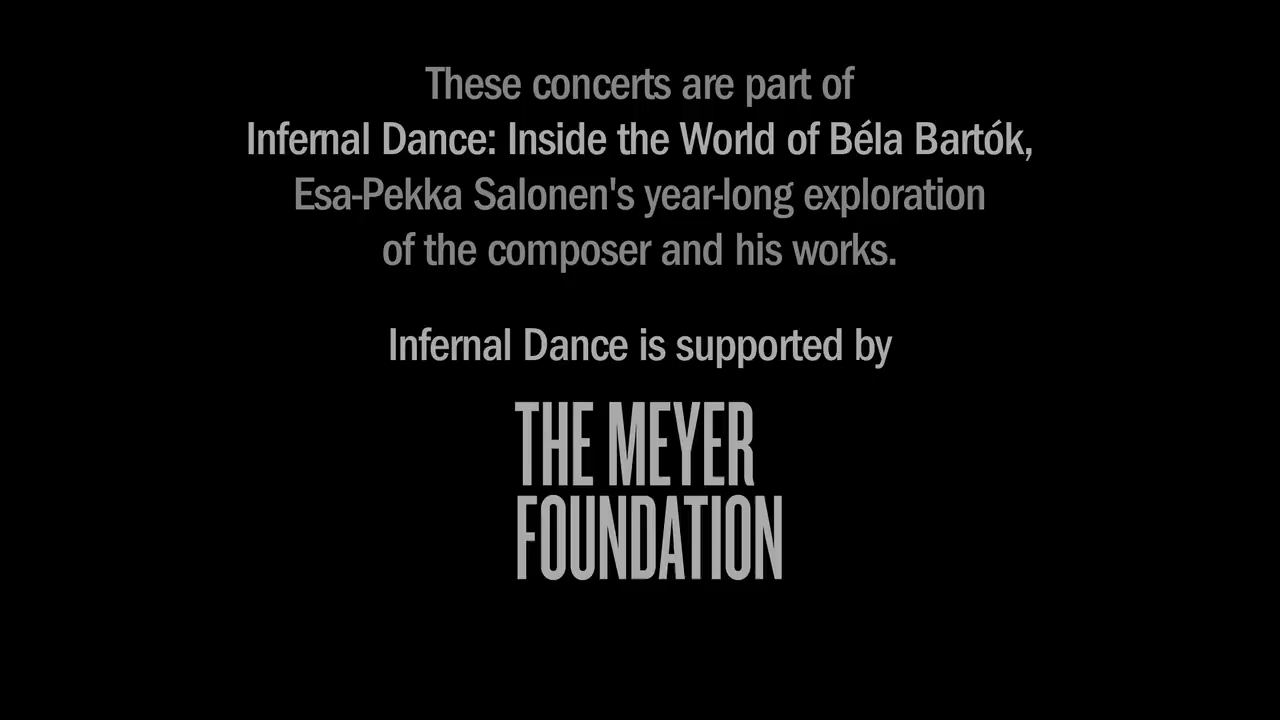 These concerts are part of
Infernal Dance: Inside the World of Béla Bartók,
Esa-Pekka Salonen's year-long exploration
of the composer and his works.
Infernal Dance is supported by
THE MEYER
FOUNDATION